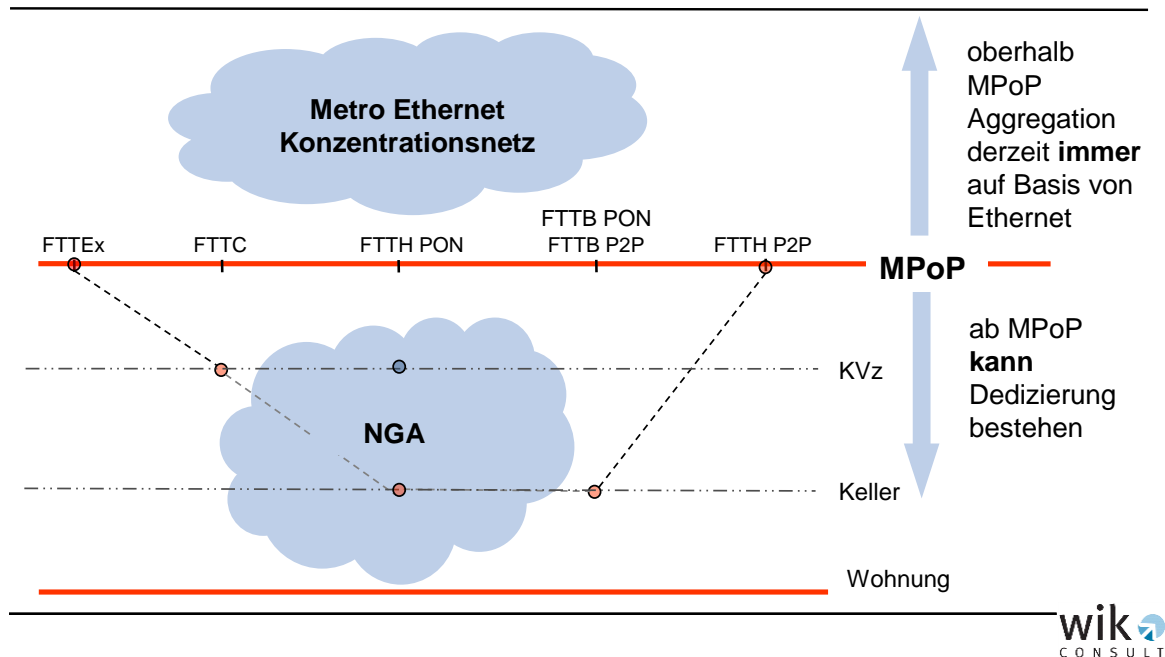 Metro Ethernet
Konzentrationsnetz
oberhalb
MPoP
Aggregation
derzeit immer
auf Basis von
Ethernet
FTTEx
FTTC
FTTH PON
FTTB PON
FTTB P2P
FTTH P2P
MPoP
ab MPoP
kann
Dedizierung
bestehen
KVz
NGA
Keller
Wohnung
wik
CONSULT